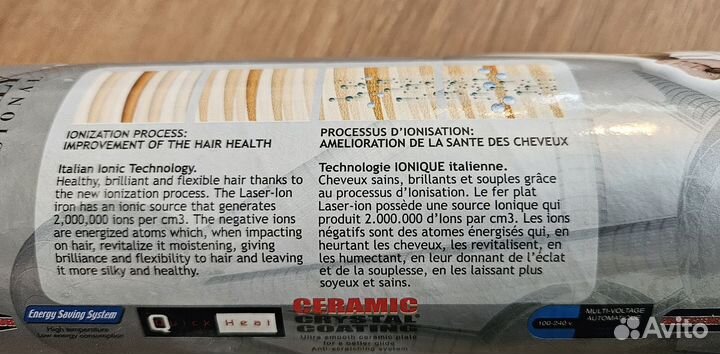 IONIZATION PROCESS:
IMPROVEMENT OF THE HAIR HEALTH
Italian Ionic Technology.
Healthy, brilliant and flexible hair thanks to
the new ionization process. The Laser-Ion
iron has an ionic source that generates
2,000,000 ions per cm3. The negative ions
are energized atoms which, when impacting
on hair, revitalize it moistening, giving
brilliance and flexibility to hair and leaving
it more silky and healthy.
PROCESSUS D'IONISATION:
AMELIORATION DE LA SANTE DES CHEVEUX
Technologie IONIQUE italienne.
Cheveux sains, brillants et souples grâce
au processus d'Ionisation. Le fer plat
Laser-ion possède une source Ionique qui
produit 2.000.000 d'Ions par cm3. Les ions
négatifs sont des atomes énergisés qui, en
heurtant les cheveux, les revitalisent, en
les humectant, en leur donnant de l'éclat
et de la souplesse, en les laissant plus
soyeux et sains.
Energy Saving System
High temperature
Low energy consumption
Quick Heat
CERAMIC
CRYSTAL
COATING
Ultra smooth ceramic plate
for a better glide
Anti-scratching system
100-240 v.
MULTI-VOLTAGE
Avito